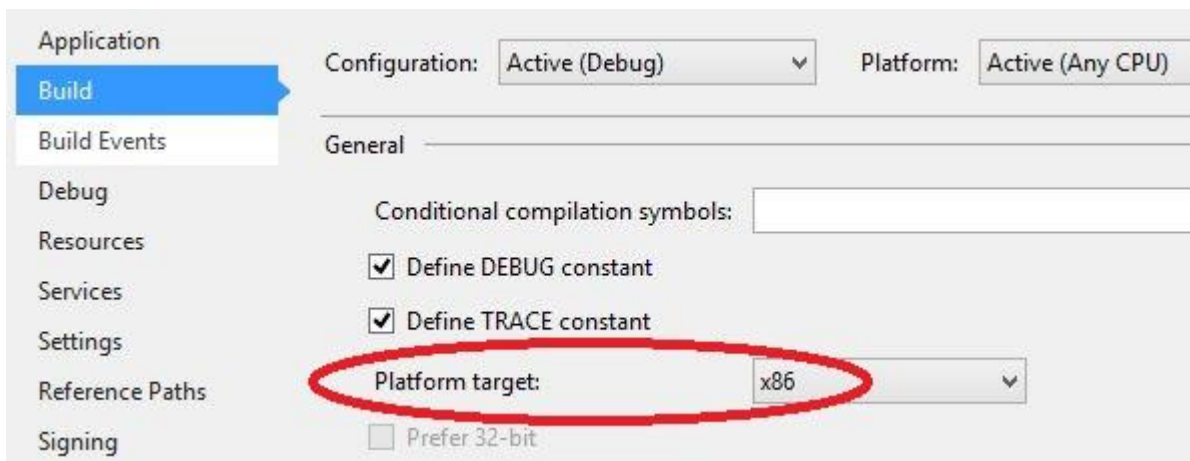 Application
Build
Build Events
Debug
Resources
Services
Settings
Reference Paths
Signing
Configuration: Active (Debug) Platform: Active (Any CPU)
General
Conditional compilation symbols:
Define DEBUG constant
Define TRACE constant
Platform target: x86
Prefer 32-bit